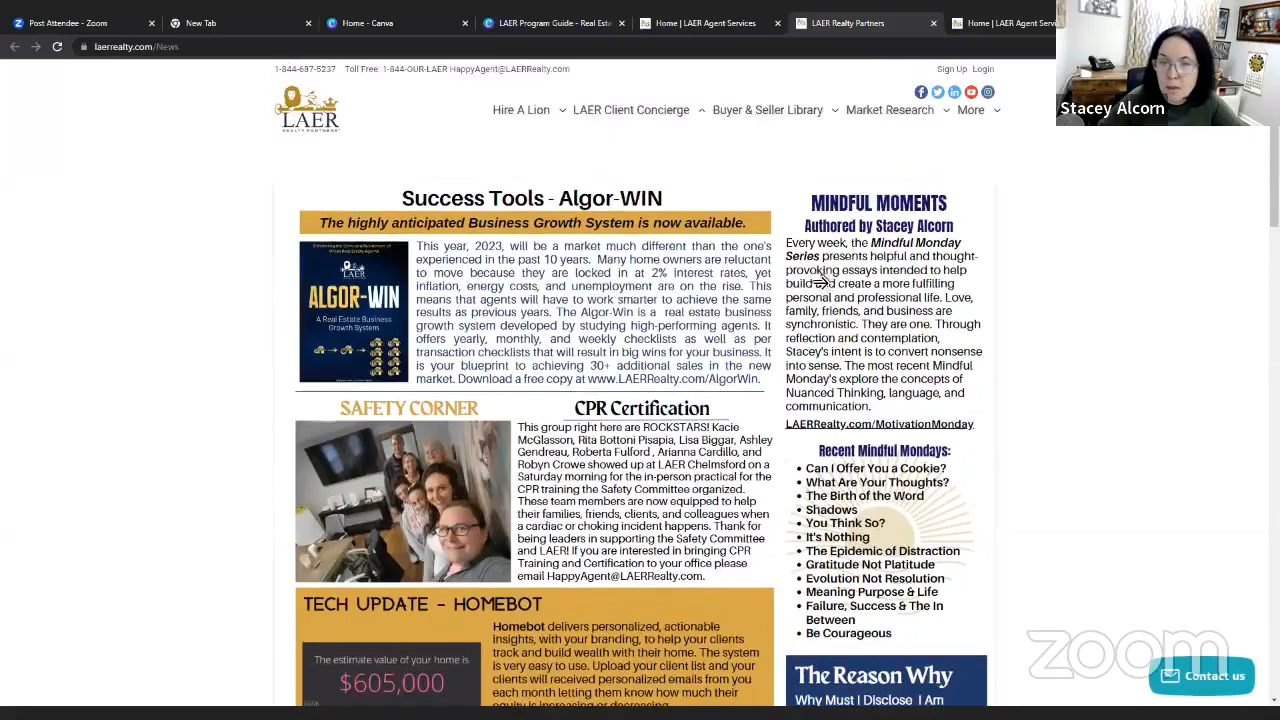 Post Attendee - Zoom
New Tab
Home - Canva
LAER Program Guide - Real Est
Home | LAER Agent Services
LAER Realty Partners
Home | LAER Agent Servi
laerrealty.com/News
Stacey Alcorn
1-844-687-5237 Toll Free: 1-844-OUR-LAER HappyAgent@LAERRealty.com
Sign Up Login
LAER
REALTY PARTNERS
Hire A Lion LAER Client Concierge Buyer & Seller Library Market Research More
Success Tools - Algor-WIN
The highly anticipated Business Growth System is now available.
LAER
ALGOR-WIN
A Real Estate Business
Growth System
This year, 2023, will be a market much different than the one's
experienced in the past 10 years. Many home owners are reluctant
to move because they are locked in at 2% interest rates, yet
inflation, energy costs, and unemployment are on the rise. This
means that agents will have to work smarter to achieve the same
results as previous years. The Algor-Win is a real estate business
growth system developed by studying high-performing agents. It
offers yearly, monthly, and weekly checklists as well as per
transaction checklists that will result in big wins for your business. It
is your blueprint to achieving 30+ additional sales in the new
market. Download a free copy at www.LAERRealty.com/AlgorWin.
SAFETY CORNER
CPR Certification
This group right here are ROCKSTARS! Kacie
McGlasson, Rita Bottoni Pisapia, Lisa Biggar, Ashley
Gendreau, Roberta Fulford , Arianna Cardillo, and
Robyn Crowe showed up at LAER Chelmsford on a
Saturday morning for the in-person practical for the
CPR training the Safety Committee organized.
These team members are now equipped to help
their families, friends, clients, and colleagues when
a cardiac or choking incident happens. Thank for
being leaders in supporting the Safety Committee
and LAER! If you are interested in bringing CPR
Training and Certification to your office please
email HappyAgent@LAERRealty.com.
TECH UPDATE - HOMEBOT
The estimate value of your home is
$605,000
Homebot delivers personalized, actionable
insights, with your branding, to help your clients
track and build wealth with their home. The system
is very easy to use. Upload your client list and your
clients will received personalized emails from you
each month letting them know how much their
equity is increasing or decreasing.
MINDFUL MOMENTS
Authored by Stacey Alcorn
Every week, the Mindful Monday
Series presents helpful and thought-
provoking essays intended to help
build and create a more fulfilling
personal and professional life. Love,
family, friends, and business are
synchronistic. They are one. Through
reflection and contemplation,
Stacey's intent is to convert nonsense
into sense. The most recent Mindful
Monday's explore the concepts of
Nuanced Thinking, language, and
communication.
LAERRealty.com/MotivationMonday
Recent Mindful Mondays:
• Can I Offer You a Cookie?
• What Are Your Thoughts?
• The Birth of the Word
• Shadows
• You Think So?
• It's Nothing
• The Epidemic of Distraction
• Gratitude Not Platitude
• Evolution Not Resolution
• Meaning Purpose & Life
• Failure, Success & The In
Between
• Be Courageous
The Reason Why
Why Must I Disclose I Am
zoom
Contact us